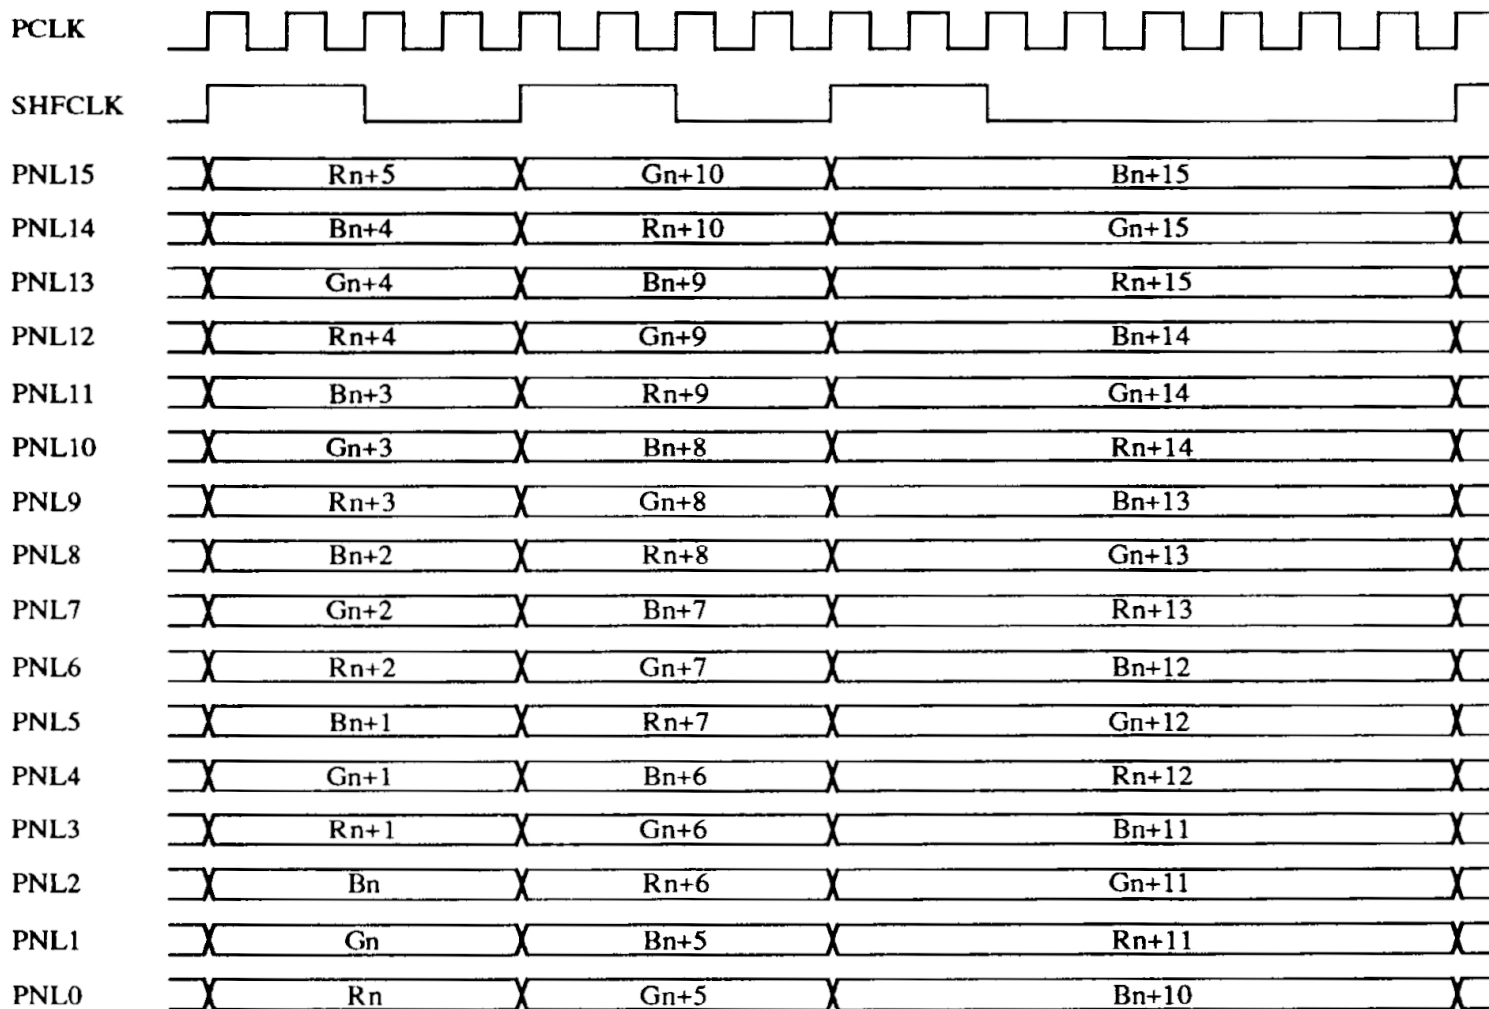 PCLK
SHFCLK
PNL15 Rn+5 Gn+10 Bn+15
PNL14 Bn+4 Rn+10 Gn+15
PNL13 Gn+4 Bn+9 Rn+15
PNL12 Rn+4 Gn+9 Bn+14
PNL11 Bn+3 Rn+9 Gn+14
PNL10 Gn+3 Bn+8 Rn+14
PNL9 Rn+3 Gn+8 Bn+13
PNL8 Bn+2 Rn+8 Gn+13
PNL7 Gn+2 Bn+7 Rn+13
PNL6 Rn+2 Gn+7 Bn+12
PNL5 Bn+1 Rn+7 Gn+12
PNL4 Gn+1 Bn+6 Rn+12
PNL3 Rn+1 Gn+6 Bn+11
PNL2 Bn Rn+6 Gn+11
PNL1 Gn Bn+5 Rn+11
PNL0 Rn Gn+5 Bn+10